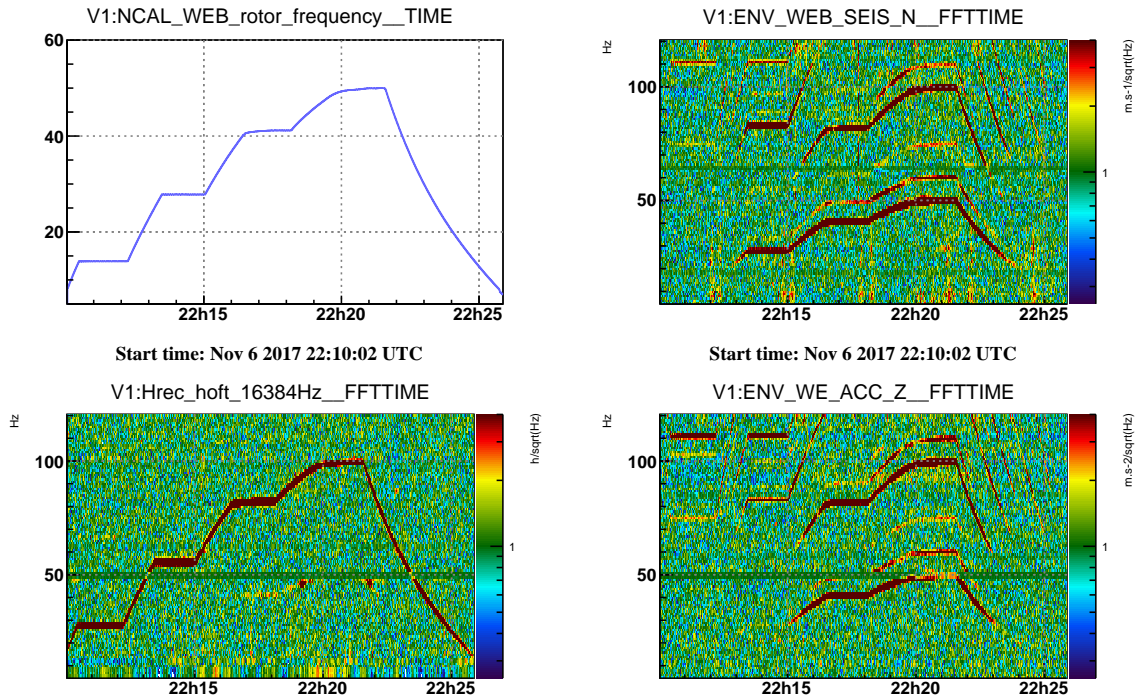 V1:NCAL_WEB_rotor_frequency__TIME
60
40
20
22h15
22h20
22h25
Start time: Nov 6 2017 22:10:02 UTC
V1:ENV_WEB_SEIS_N__FFTTIME
Hz
100
50
22h15
22h20
22h25
1
m.s-1/sqrt(Hz)
Start time: Nov 6 2017 22:10:02 UTC
V1:Hrec_hoft_16384Hz__FFTTIME
Hz
100
50
22h15
22h20
22h25
1
h/sqrt(Hz)
V1:ENV_WE_ACC_Z__FFTTIME
Hz
100
50
22h15
22h20
22h25
1
m.s-2/sqrt(Hz)